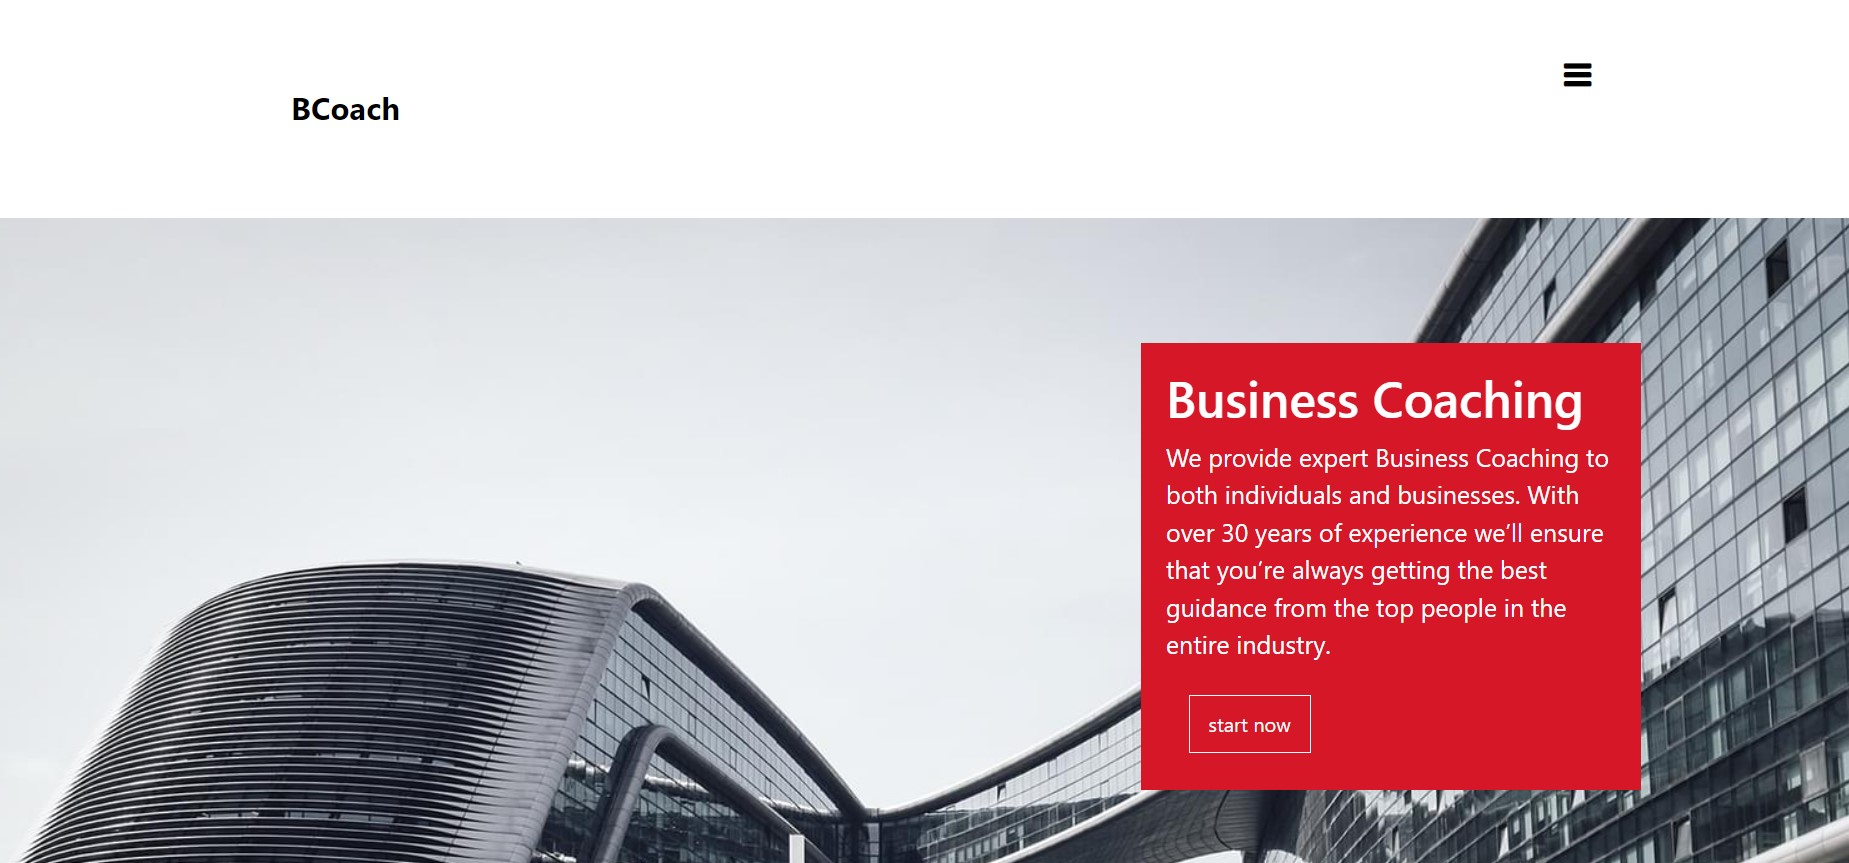 BCoach
Business Coaching
We provide expert Business Coaching to
both individuals and businesses. With
over 30 years of experience we’ll ensure
that you’re always getting the best
guidance from the top people in the
entire industry.
start now